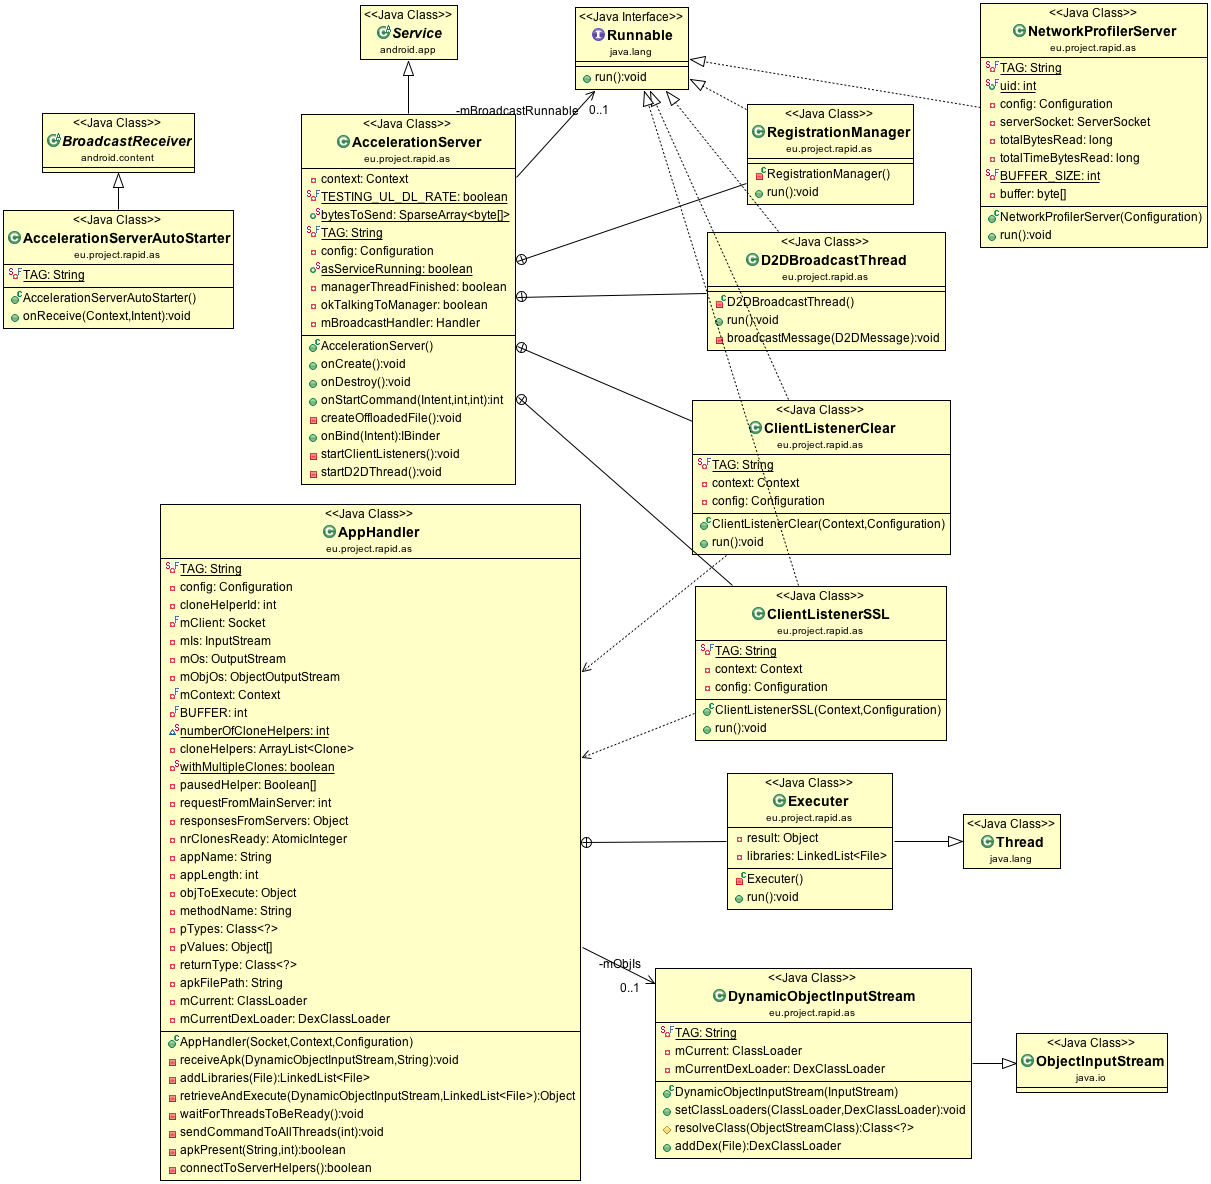 <<Java Class>>
Service
android.app
<<Java Interface>>
Runnable
java.lang
run():void
<<Java Class>>
NetworkProfilerServer
eu.project.rapid.as
TAG: String
uid: int
config: Configuration
serverSocket: ServerSocket
totalBytesRead: long
totalTimeBytesRead: long
BUFFER_SIZE: int
buffer: byte[]
NetworkProfilerServer(Configuration)
run():void
-mBroadcastRunnable
0..1
<<Java Class>>
BroadcastReceiver
android.content
<<Java Class>>
AccelerationServer
eu.project.rapid.as
context: Context
TESTING_UL_DL_RATE: boolean
bytesToSend: SparseArray<byte[]>
TAG: String
config: Configuration
asServiceRunning: boolean
managerThreadFinished: boolean
okTalkingToManager: boolean
mBroadcastHandler: Handler
AccelerationServer()
onCreate():void
onDestroy():void
onStartCommand(Intent,int,int):int
createOffloadedFile():void
onBind(Intent):IBinder
startClientListeners():void
startD2DThread():void
<<Java Class>>
RegistrationManager
eu.project.rapid.as
RegistrationManager()
run():void
<<Java Class>>
AccelerationServerAutoStarter
eu.project.rapid.as
TAG: String
AccelerationServerAutoStarter()
onReceive(Context,Intent):void
<<Java Class>>
D2DBroadcastThread
eu.project.rapid.as
D2DBroadcastThread()
run():void
broadcastMessage(D2DMessage):void
<<Java Class>>
ClientListenerClear
eu.project.rapid.as
TAG: String
context: Context
config: Configuration
ClientListenerClear(Context,Configuration)
run():void
<<Java Class>>
AppHandler
eu.project.rapid.as
TAG: String
config: Configuration
cloneHelperId: int
mClient: Socket
mIs: InputStream
mOs: OutputStream
mObjOs: ObjectOutputStream
mContext: Context
BUFFER: int
numberOfCloneHelpers: int
cloneHelpers: ArrayList<Clone>
withMultipleClones: boolean
pausedHelper: Boolean[]
requestFromMainServer: int
responsesFromServers: Object
nrClonesReady: AtomicInteger
appName: String
appLength: int
objToExecute: Object
methodName: String
pTypes: Class<?>
pValues: Object[]
returnType: Class<?>
apkFilePath: String
mCurrent: ClassLoader
mCurrentDexLoader: DexClassLoader
AppHandler(Socket,Context,Configuration)
receiveApk(DynamicObjectInputStream,String):void
addLibraries(File):LinkedList<File>
retrieveAndExecute(DynamicObjectInputStream,LinkedList<File>):Object
waitForThreadsToBeReady():void
sendCommandToAllThreads(int):void
apkPresent(String,int):boolean
connectToServerHelpers():boolean
<<Java Class>>
ClientListenerSSL
eu.project.rapid.as
TAG: String
context: Context
config: Configuration
ClientListenerSSL(Context,Configuration)
run():void
<<Java Class>>
Executer
eu.project.rapid.as
result: Object
libraries: LinkedList<File>
Executer()
run():void
<<Java Class>>
Thread
java.lang
-mObjIs
0..1
<<Java Class>>
DynamicObjectInputStream
eu.project.rapid.as
TAG: String
mCurrent: ClassLoader
mCurrentDexLoader: DexClassLoader
DynamicObjectInputStream(InputStream)
setClassLoaders(ClassLoader,DexClassLoader):void
resolveClass(ObjectStreamClass):Class<?>
addDex(File):DexClassLoader
<<Java Class>>
ObjectInputStream
java.io